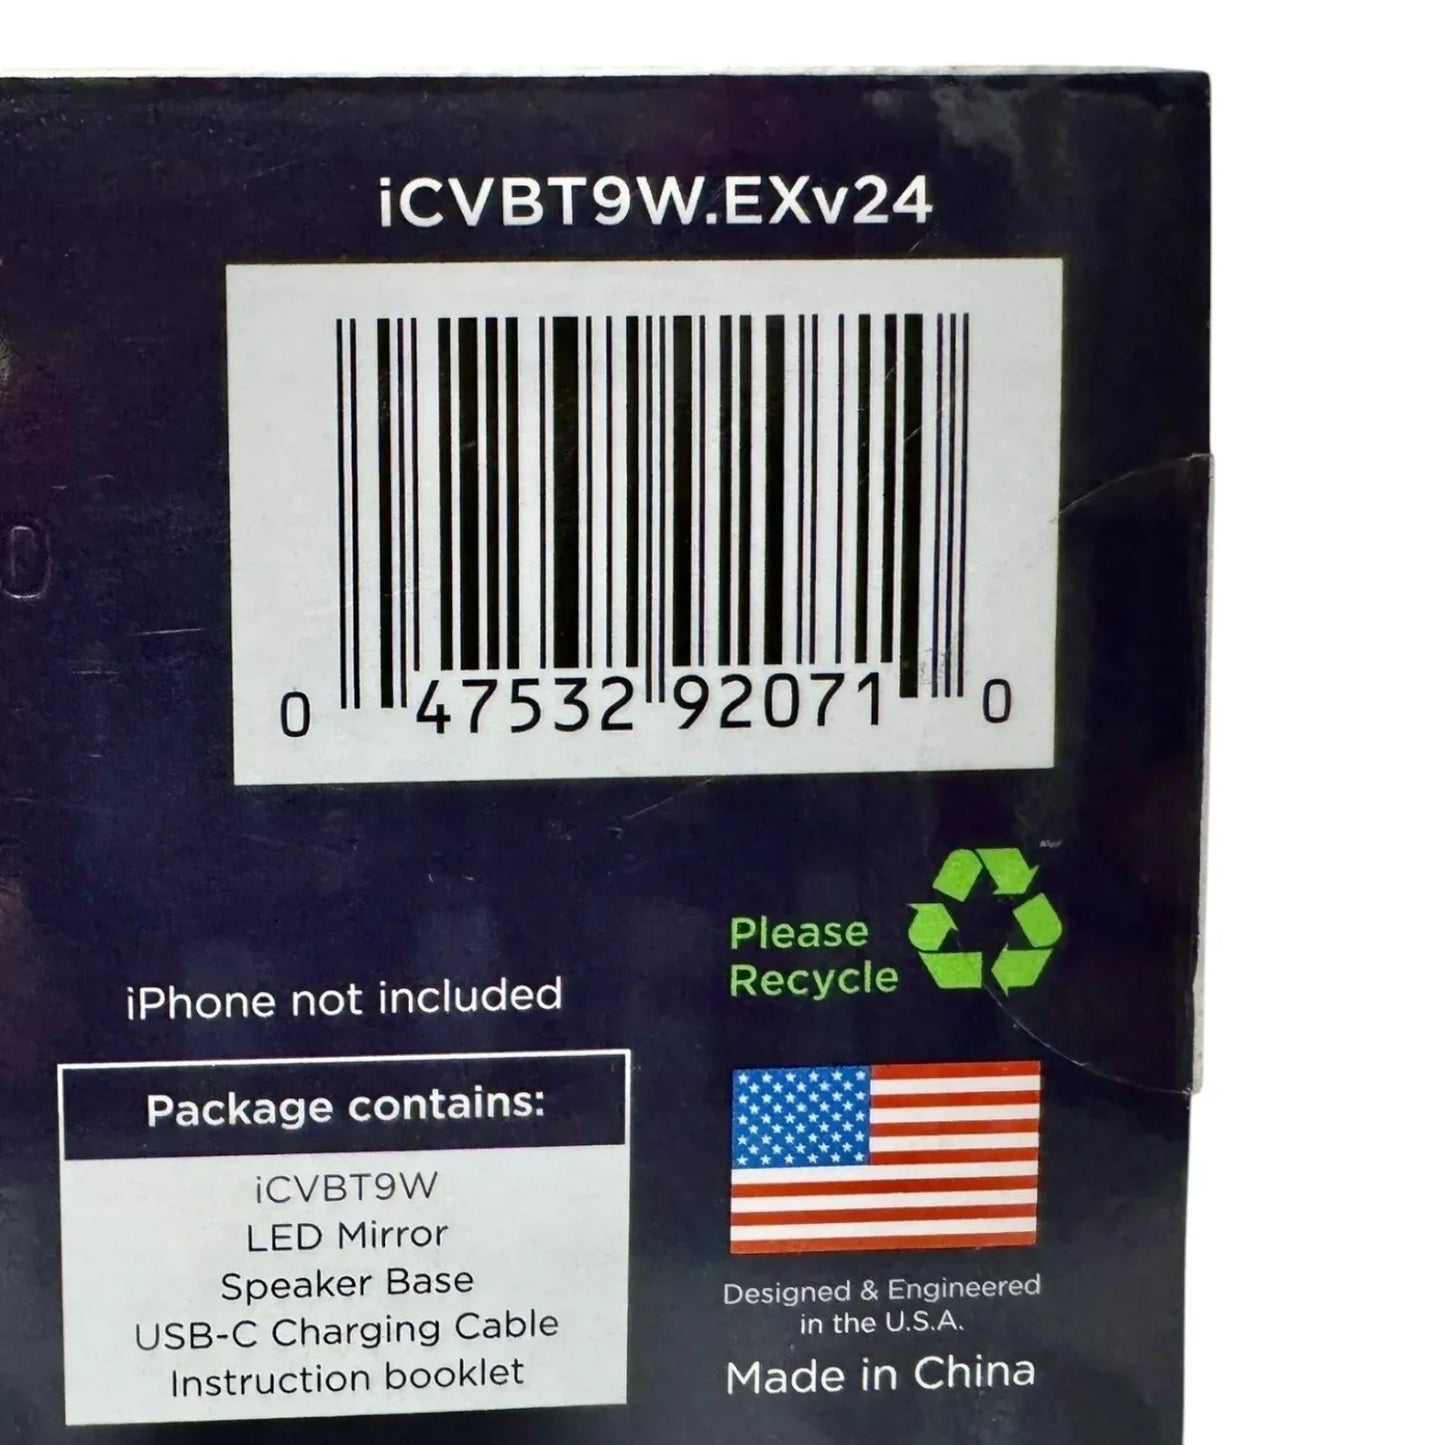 iCVBT9W.EXv24
0 47532 92071 0
0
Please
Recycle
iPhone not included
Package contains:
iCVBT9W
LED Mirror
Speaker Base
USB-C Charging Cable
Instruction booklet
Designed & Engineered
in the U.S.A.
Made in China